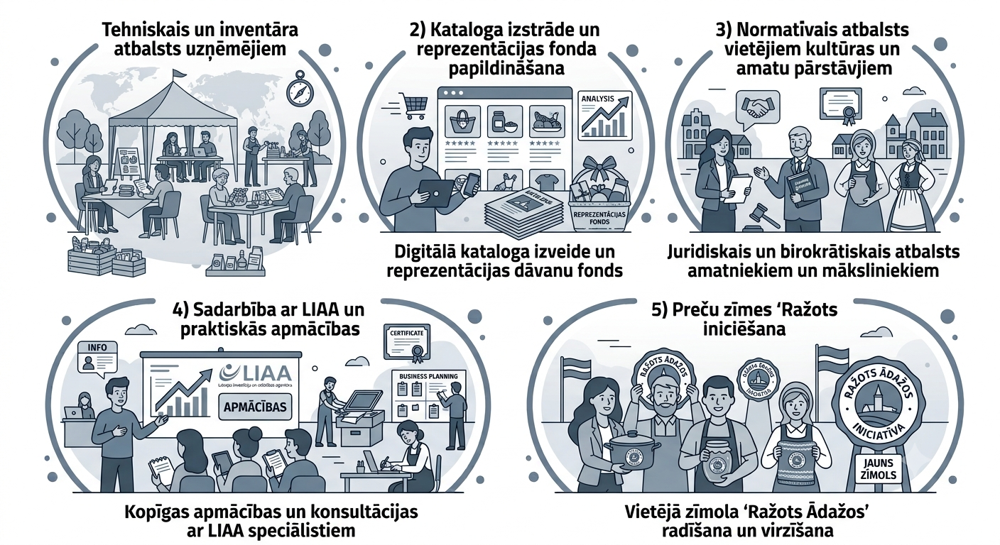 Tehniskais un inventāra
atbalsts uzņēmējiem
2) Kataloga izstrāde un
reprezentācijas fonda
papildināšana
ANALYSIS
REPREZENTĀCIJAS
FONDS
Digitālā kataloga izveide un
reprezentācijas dāvanu fonds
3) Normatīvais atbalsts
vietējiem kultūras un
amatu pārstāvjiem
Juridiskais un birokrātiskais atbalsts
amatniekiem un māksliniekiem
4) Sadarbība ar LIAA un
praktiskās apmācības
INFO
LIAA
APMĀCĪBAS
CERTIFICATE
BUSINESS PLANNING
Kopīgas apmācības un konsultācijas
ar LIAA speciālistiem
5) Preču zīmes ‘Ražots
iniciēšana
RAŽOTS ĀDAŽOS
RAŽOTS ĀDAŽOS
INICIATĪVA
JAUNS
ZĪMOLS
Vietējā zīmola ‘Ražots Ādažos’
radīšana un virzīšana